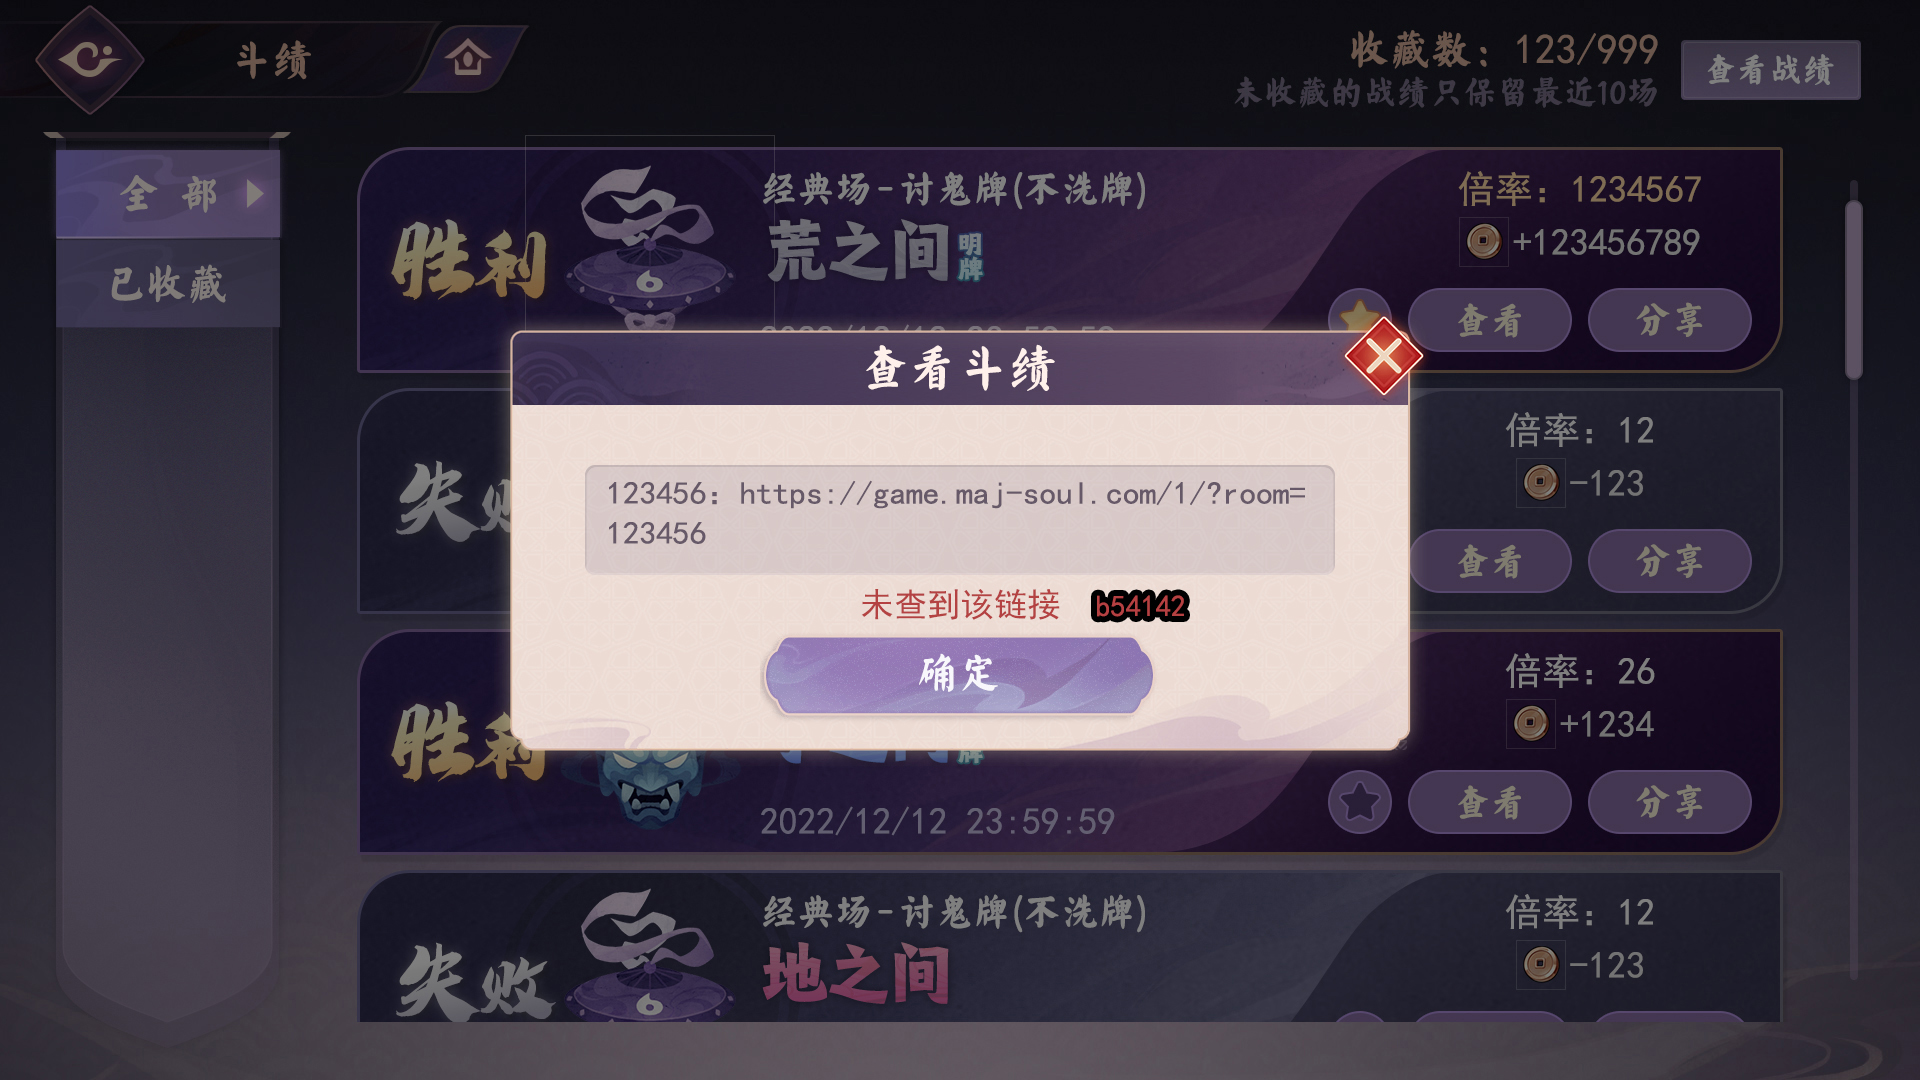 斗绩
收藏数：123/999
未收藏的战绩只保留最近10场
查看战绩
全 部
已收藏
胜利
经典场-讨鬼牌(不洗牌)
荒之间 明牌
倍率：1234567
+123456789
查看
分享
查看斗绩
123456：https://game.maj-soul.com/1/?room=
123456
未查到该链接 b54142
确定
失败
倍率：12
-123
查看
分享
胜利
2022/12/12 23:59:59
倍率：26
+1234
查看
分享
失败
经典场-讨鬼牌(不洗牌)
地之间
倍率：12
-123